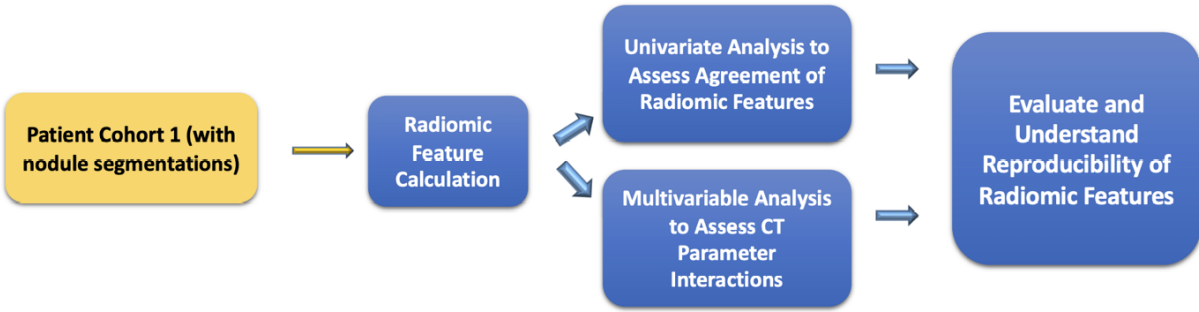 Patient Cohort 1 (with
nodule segmentations)
Radiomic
Feature
Calculation
Univariate Analysis to
Assess Agreement of
Radiomic Features
Multivariable Analysis
to Assess CT
Parameter
Interactions
Evaluate and
Understand
Reproducibility of
Radiomic Features